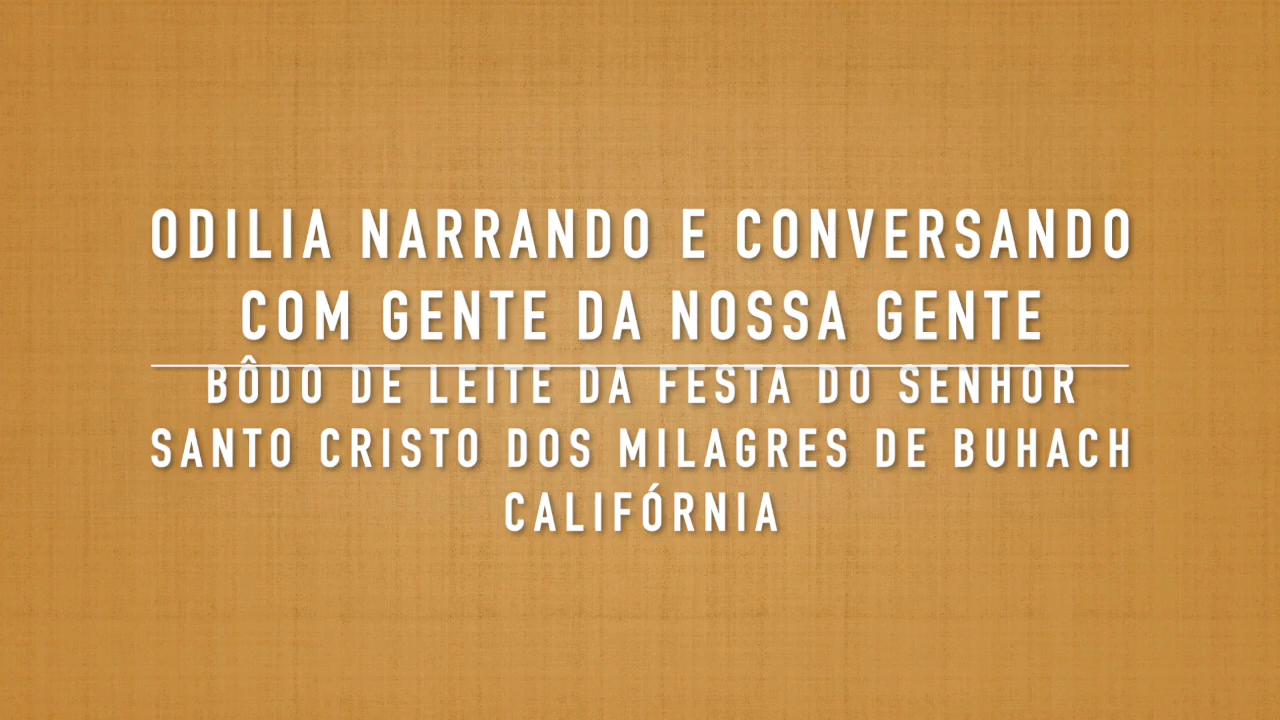 ODILIA NARRANDO E CONVERSANDO
COM GENTE DA NOSSA GENTE
BÔDO DE LEITE DA FESTA DO SENHOR
SANTO CRISTO DOS MILAGRES DE BUHACH
CALIFÓRNIA